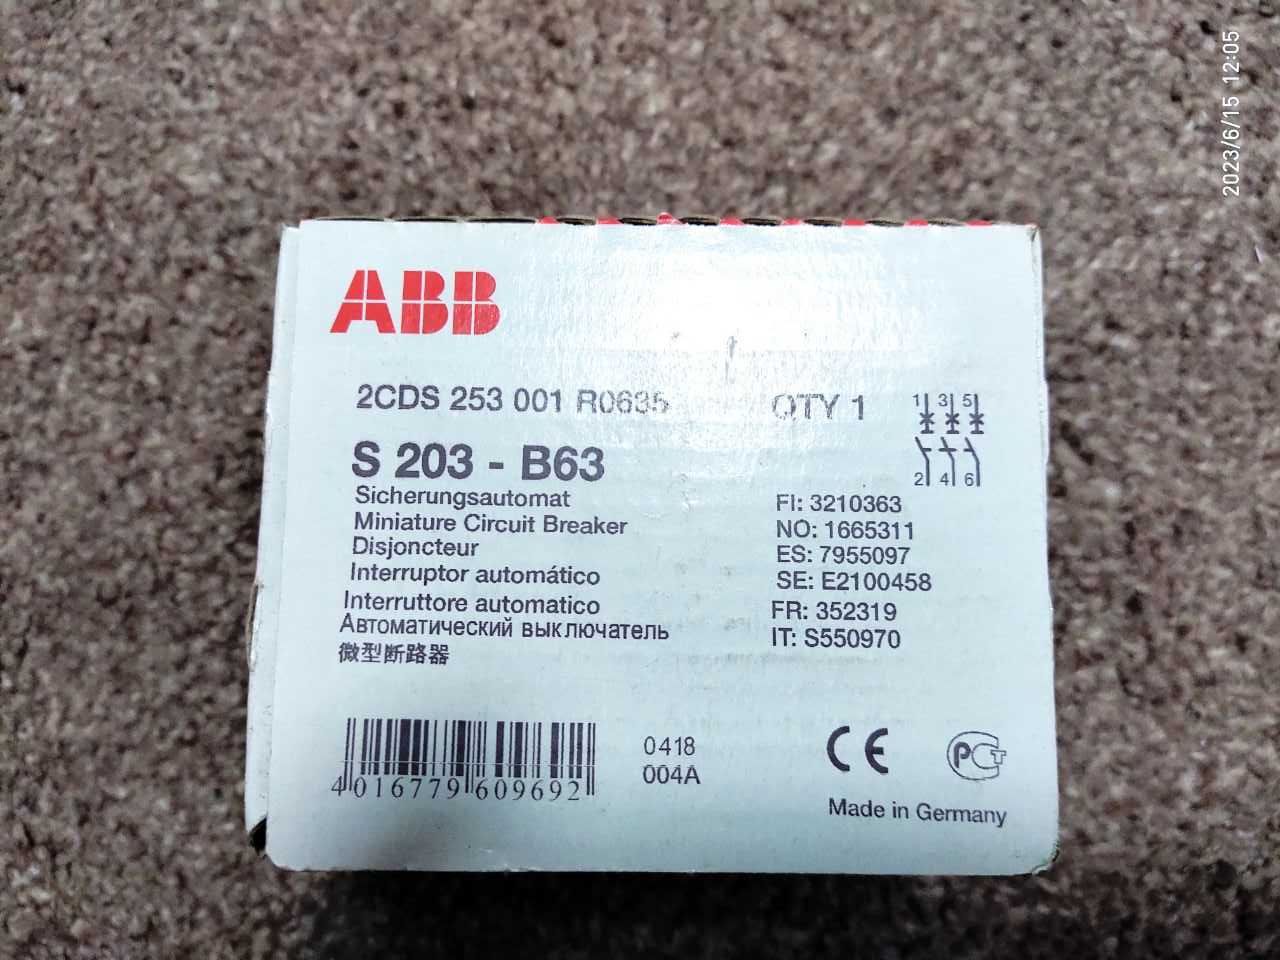 2023/6/15 12:05
ABB
2CDS 253 001 R0635 QTY 1
1 3 5
2 4 6
S 203 - B63
Sicherungsautomat
Miniature Circuit Breaker
Disjoncteur
Interruptor automático
Interruttore automatico
Автоматический выключатель
微型断路器
FI: 3210363
NO: 1665311
ES: 7955097
SE: E2100458
FR: 352319
IT: S550970
4 016779 609692
0418
004A
CE
РСТ
Made in Germany